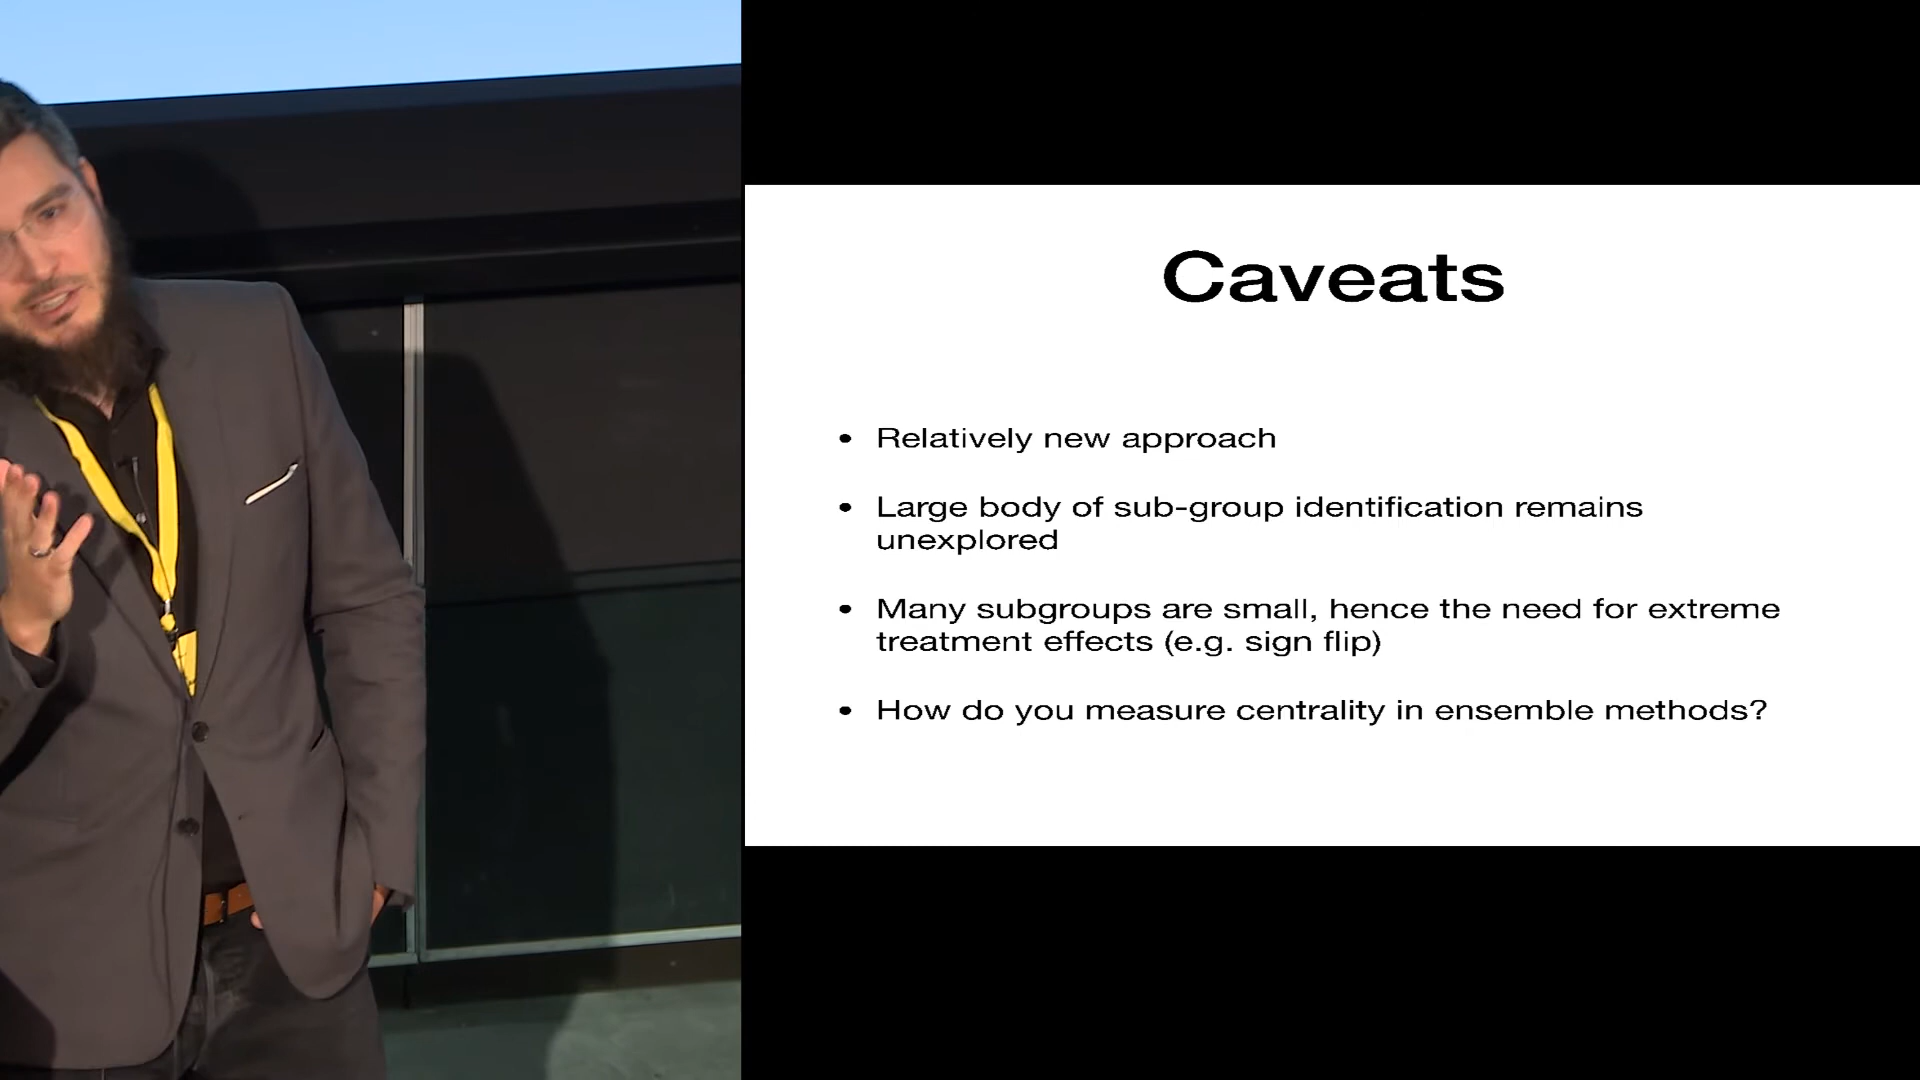 Caveats
• Relatively new approach
• Large body of sub-group identification remains
unexplored
• Many subgroups are small, hence the need for extreme
treatment effects (e.g. sign flip)
• How do you measure centrality in ensemble methods?